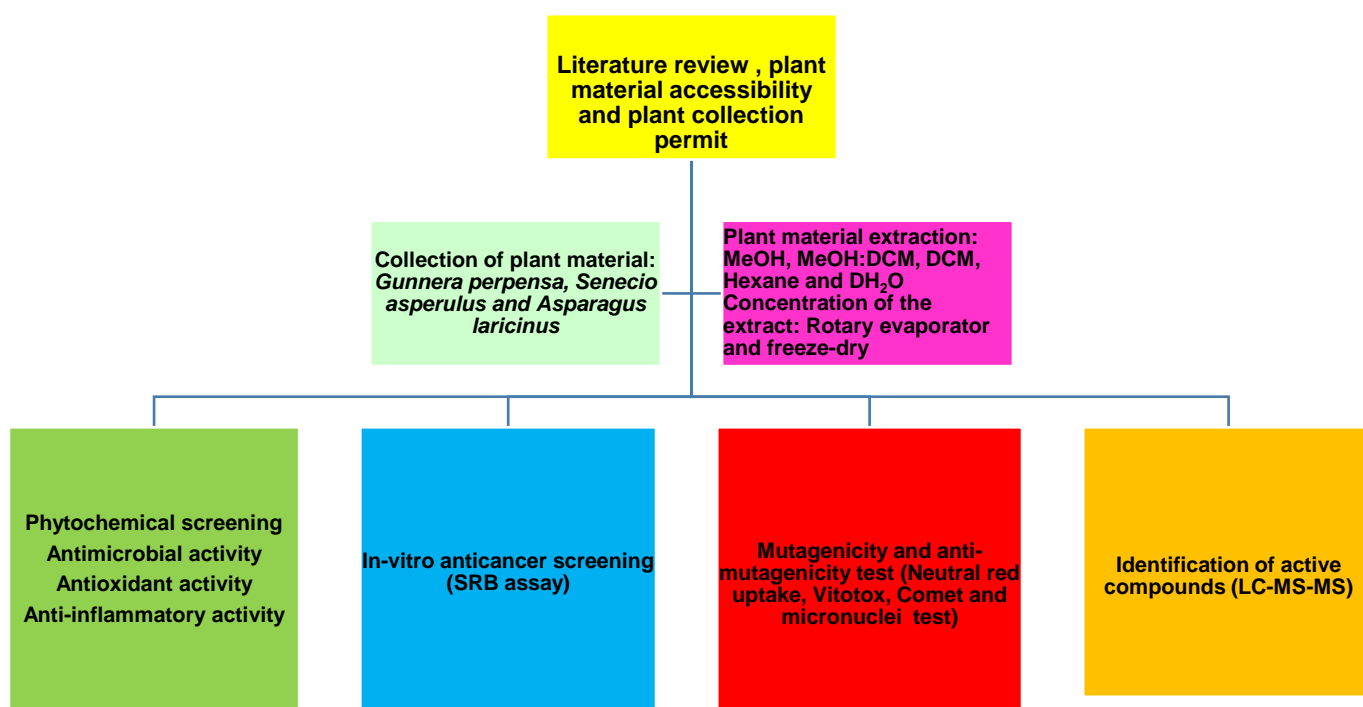 Literature review , plant
material accessibility
and plant collection
permit
Collection of plant material:
Gunnera perpensa, Senecio
asperulus and Asparagus
laricinus
Plant material extraction:
MeOH, MeOH:DCM, DCM,
Hexane and DH₂O
Concentration of the
extract: Rotary evaporator
and freeze-dry
Phytochemical screening
Antimicrobial activity
Antioxidant activity
Anti-inflammatory activity
In-vitro anticancer screening
(SRB assay)
Mutagenicity and anti-
mutagenicity test (Neutral red
uptake, Vitotox, Comet and
micronuclei test)
Identification of active
compounds (LC-MS-MS)